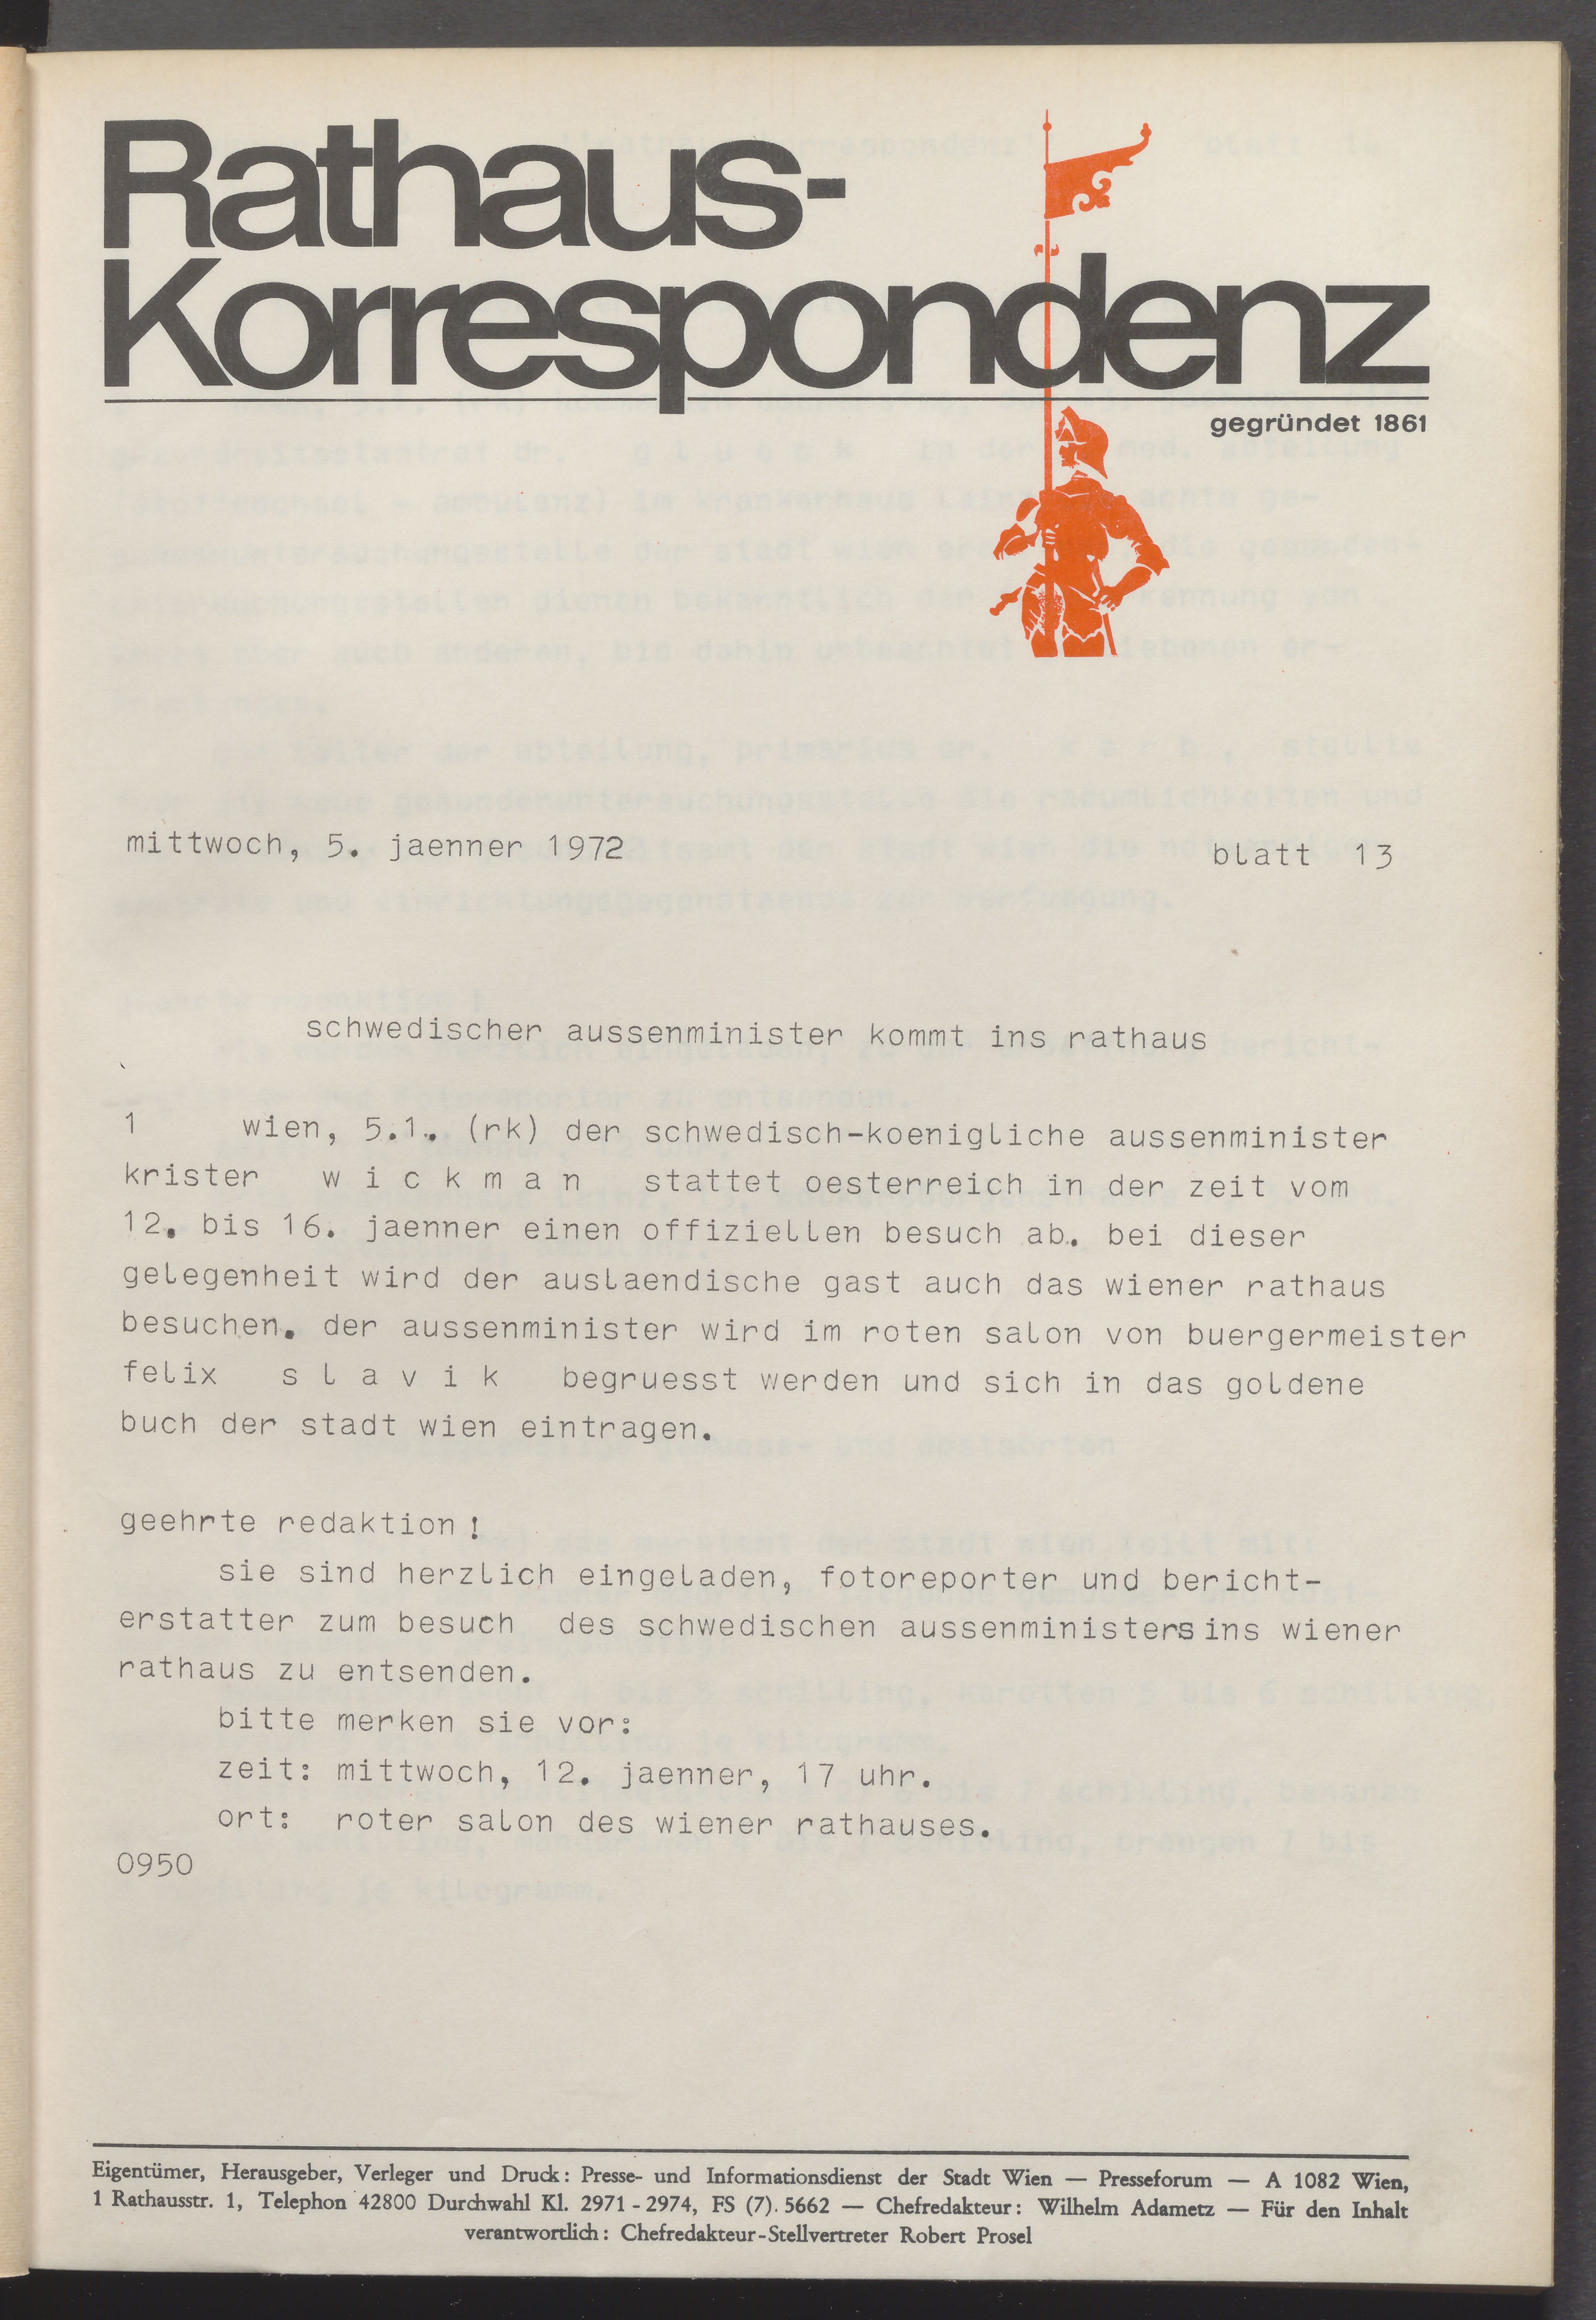 Rathaus-
Korrespondenz
gegründet 1861
mittwoch, 5. jaenner 1972 blatt 13
schwedischer aussenminister kommt ins rathaus
1 wien, 5.1. (rk) der schwedisch-koenigliche aussenminister
krister w i c k m a n stattet oesterreich in der zeit vom
12. bis 16. jaenner einen offiziellen besuch ab. bei dieser
gelegenheit wird der auslaendische gast auch das wiener rathaus
besuchen. der aussenminister wird im roten salon von buergermeister
felix s l a v i k begruesst werden und sich in das goldene
buch der stadt wien eintragen.
geehrte redaktion!
sie sind herzlich eingeladen, fotoreporter und bericht-
erstatter zum besuch des schwedischen aussenministers ins wiener
rathaus zu entsenden.
bitte merken sie vor:
zeit: mittwoch, 12. jaenner, 17 uhr.
ort: roter salon des wiener rathauses.
0950
Eigentümer, Herausgeber, Verleger und Druck: Presse- und Informationsdienst der Stadt Wien — Presseforum — A 1082 Wien,
1 Rathausstr. 1, Telephon 42800 Durchwahl Kl. 2971-2974, FS (7). 5662 — Chefredakteur: Wilhelm Adametz — Für den Inhalt
verantwortlich: Chefredakteur-Stellvertreter Robert Prosel